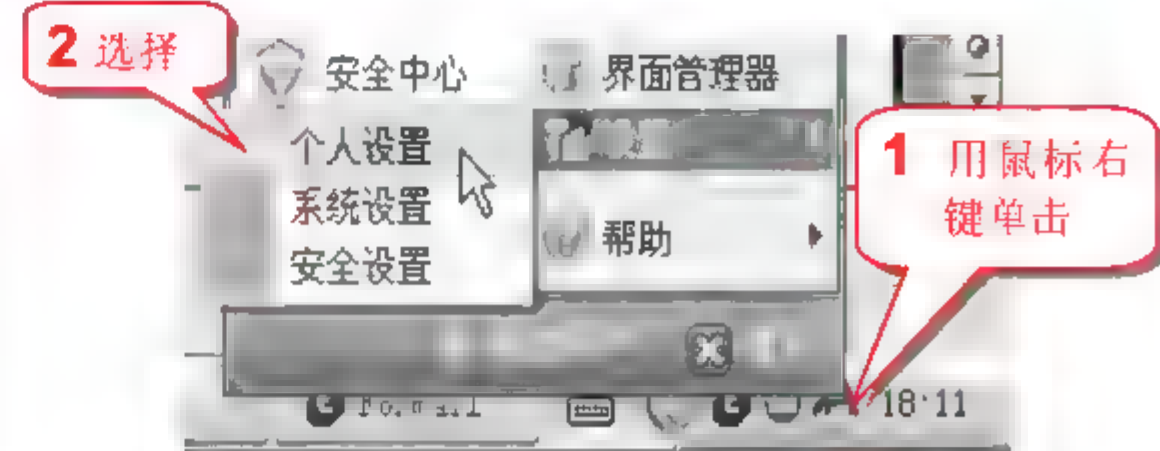 2 选择
安全中心
界面管理器
个人设置
系统设置
安全设置
帮助
1 用鼠标右
键单击
18:11